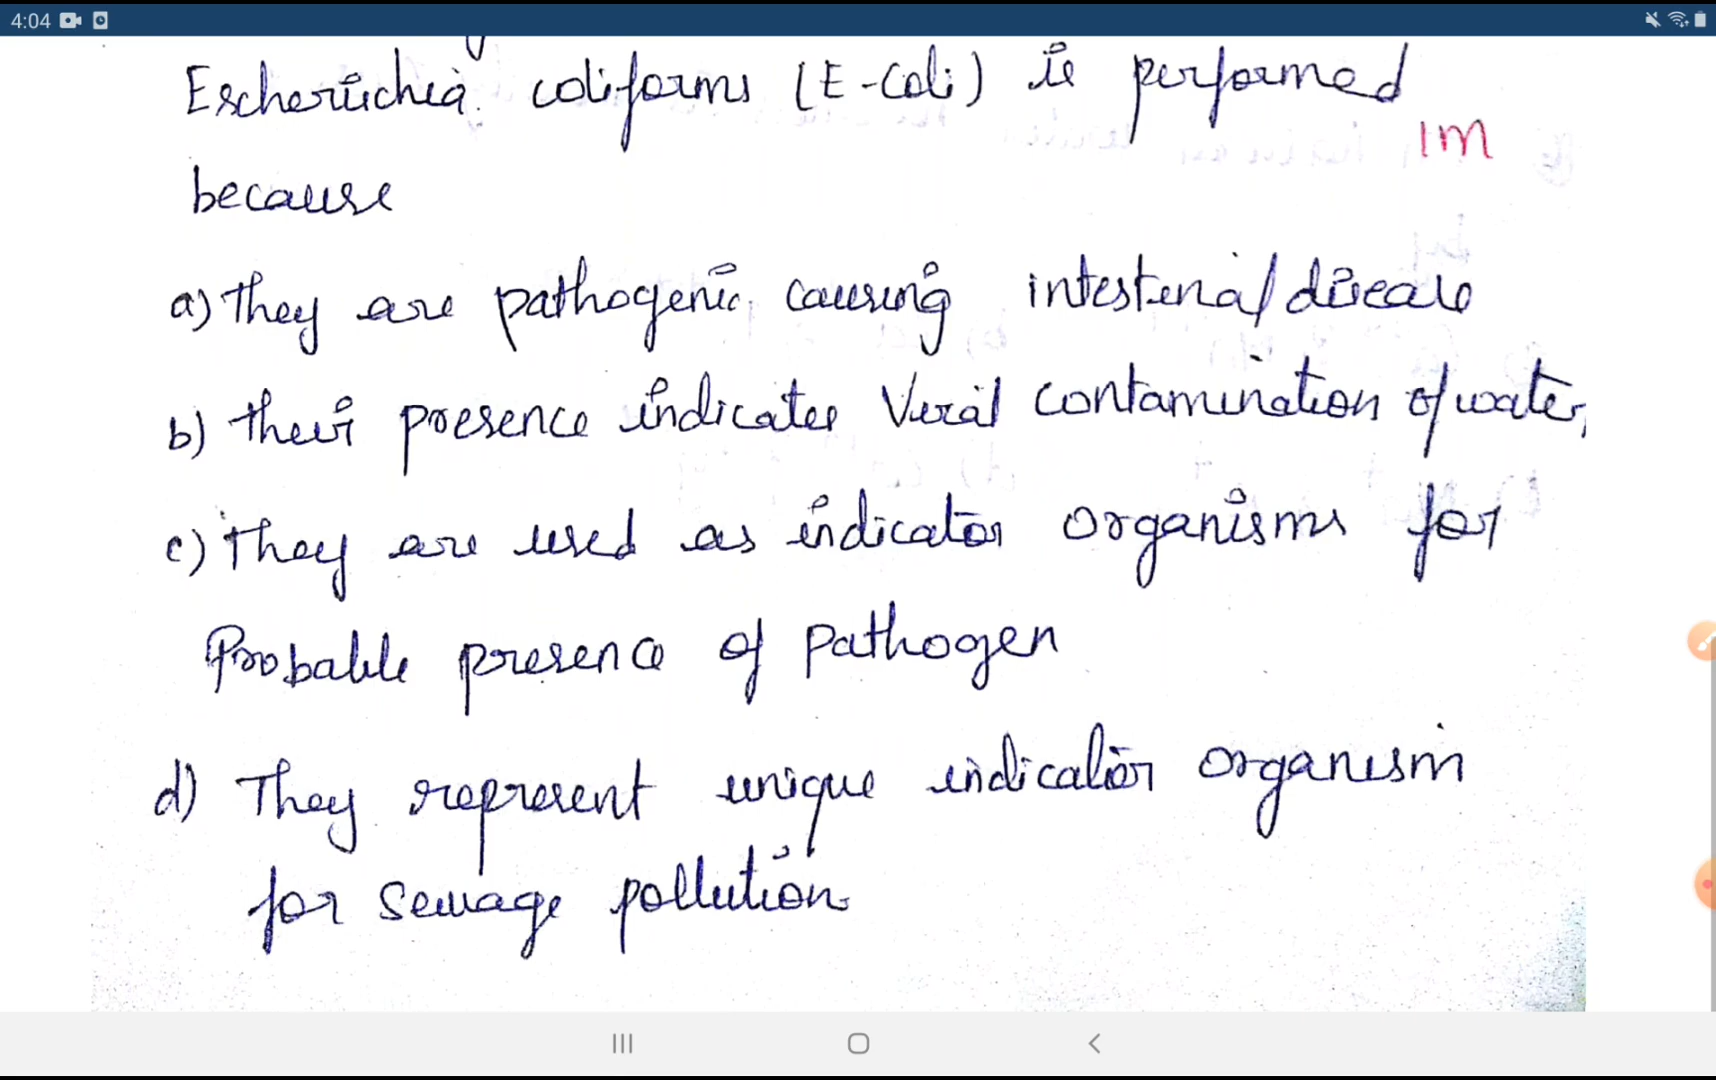 4:04
Escherichia coliforms (E-Coli) is performed
1M
because
a) They are pathogenic causing intestinal disease
b) their presence indicates Viral contamination of water,
c) They are used as indicator organisms for
Probable presence of pathogen
d) They represent unique indicator organism
for sewage pollution